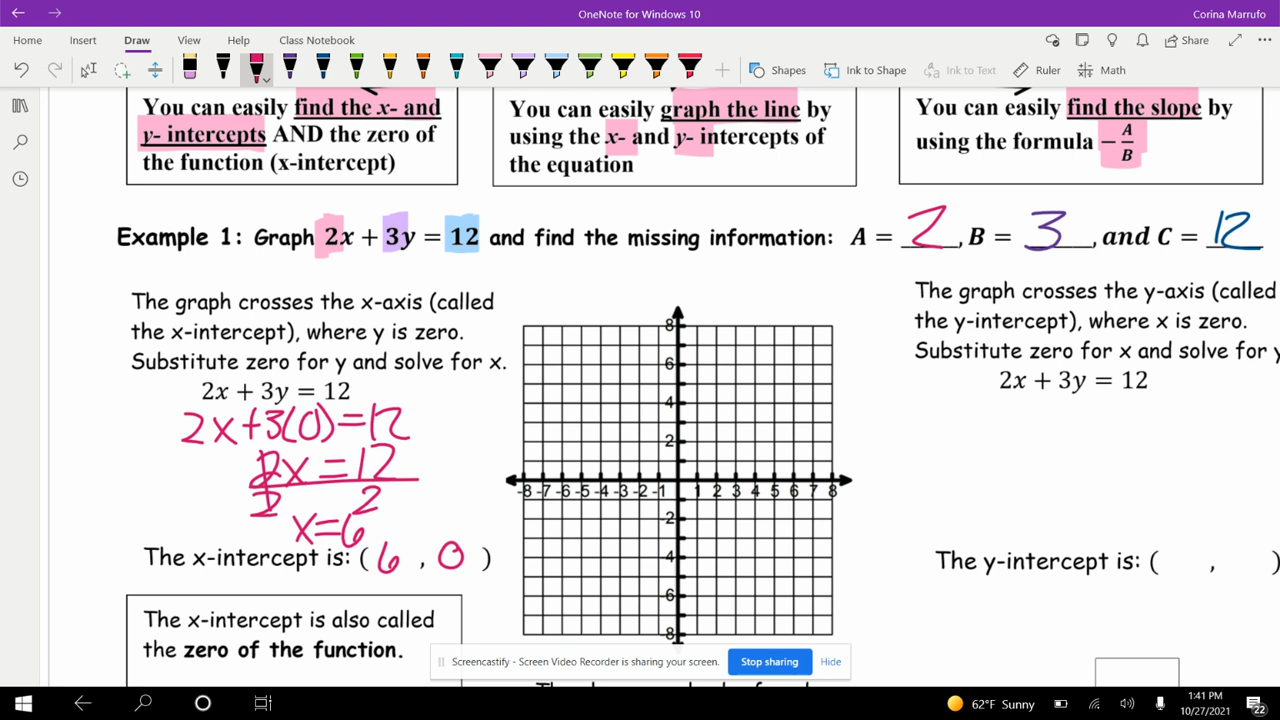 OneNote for Windows 10
Corina Marrufo
Home Insert Draw View Help Class Notebook
Share
Shapes Ink to Shape Ink to Text Ruler Math
You can easily find the x- and
y- intercepts AND the zero of
the function (x-intercept)
You can easily graph the line by
using the x- and y- intercepts of
the equation
You can easily find the slope by
using the formula − A/B
Example 1: Graph 2x + 3y = 12 and find the missing information: A = 2, B = 3, and C = 12
The graph crosses the x-axis (called
the x-intercept), where y is zero.
Substitute zero for y and solve for x.
2x + 3y = 12
2x+3(0)=12
2x = 12
2 2
x=6
The x-intercept is: ( 6 , 0 )
The x-intercept is also called
the zero of the function.
8
6
4
2
-8 -7 -6 -5 -4 -3 -2 -1 1 2 3 4 5 6 7 8
-2
4
6
-8
The graph crosses the y-axis (called
the y-intercept), where x is zero.
Substitute zero for x and solve for y
2x + 3y = 12
The y-intercept is: ( , )
Screencastify - Screen Video Recorder is sharing your screen. Stop sharing Hide
62°F Sunny
1:41 PM
10/27/2021
22